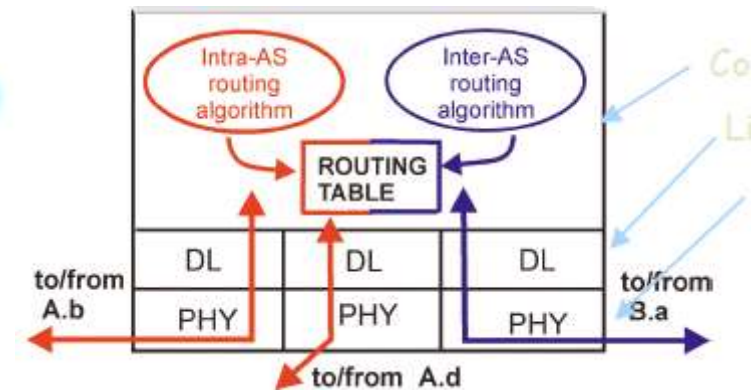 Intra-AS
routing
algorithm
Inter-AS
routing
algorithm
ROUTING
TABLE
DL
DL
DL
PHY
PHY
PHY
to/from
A.b
to/from
B.a
to/from A.d